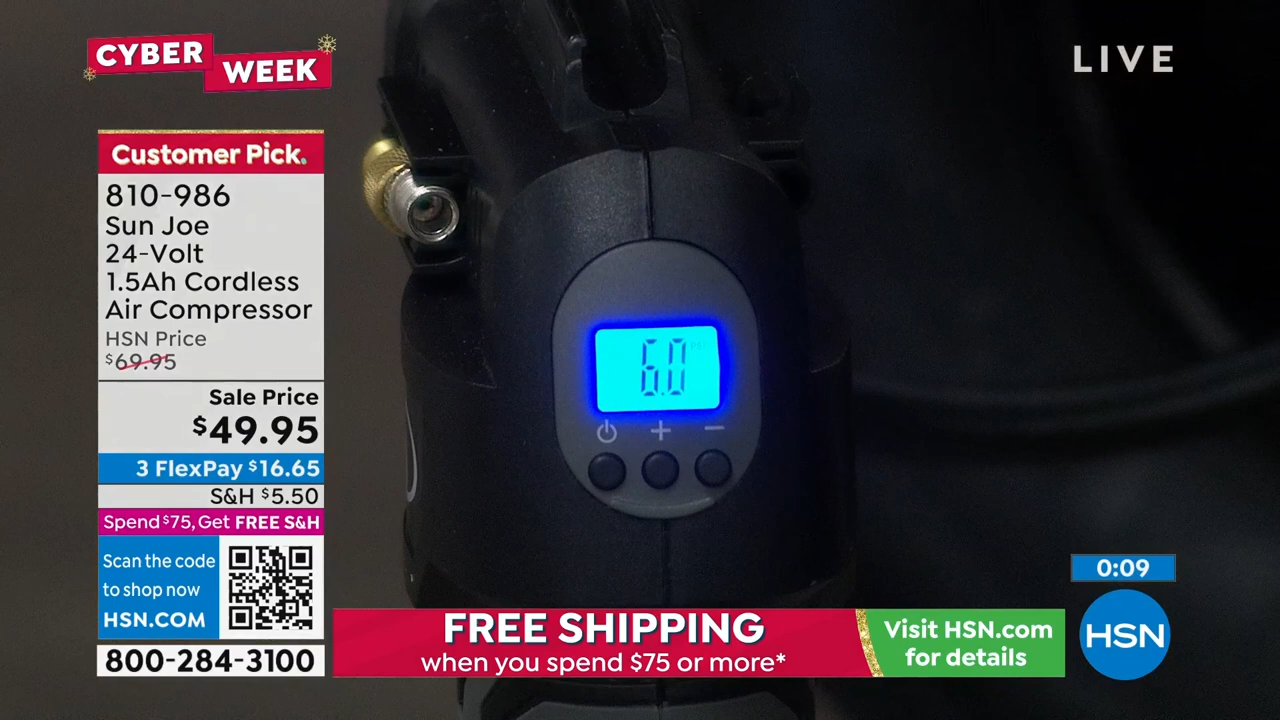 CYBER
WEEK
LIVE
Customer Pick.
810-986
Sun Joe
24-Volt
1.5Ah Cordless
Air Compressor
HSN Price
$69.95
Sale Price
$49.95
3 FlexPay $16.65
S&H $5.50
Spend $75, Get FREE S&H
Scan the code
to shop now
HSN.COM
800-284-3100
6.0 PSI
FREE SHIPPING
when you spend $75 or more*
Visit HSN.com
for details
0:09
HSN